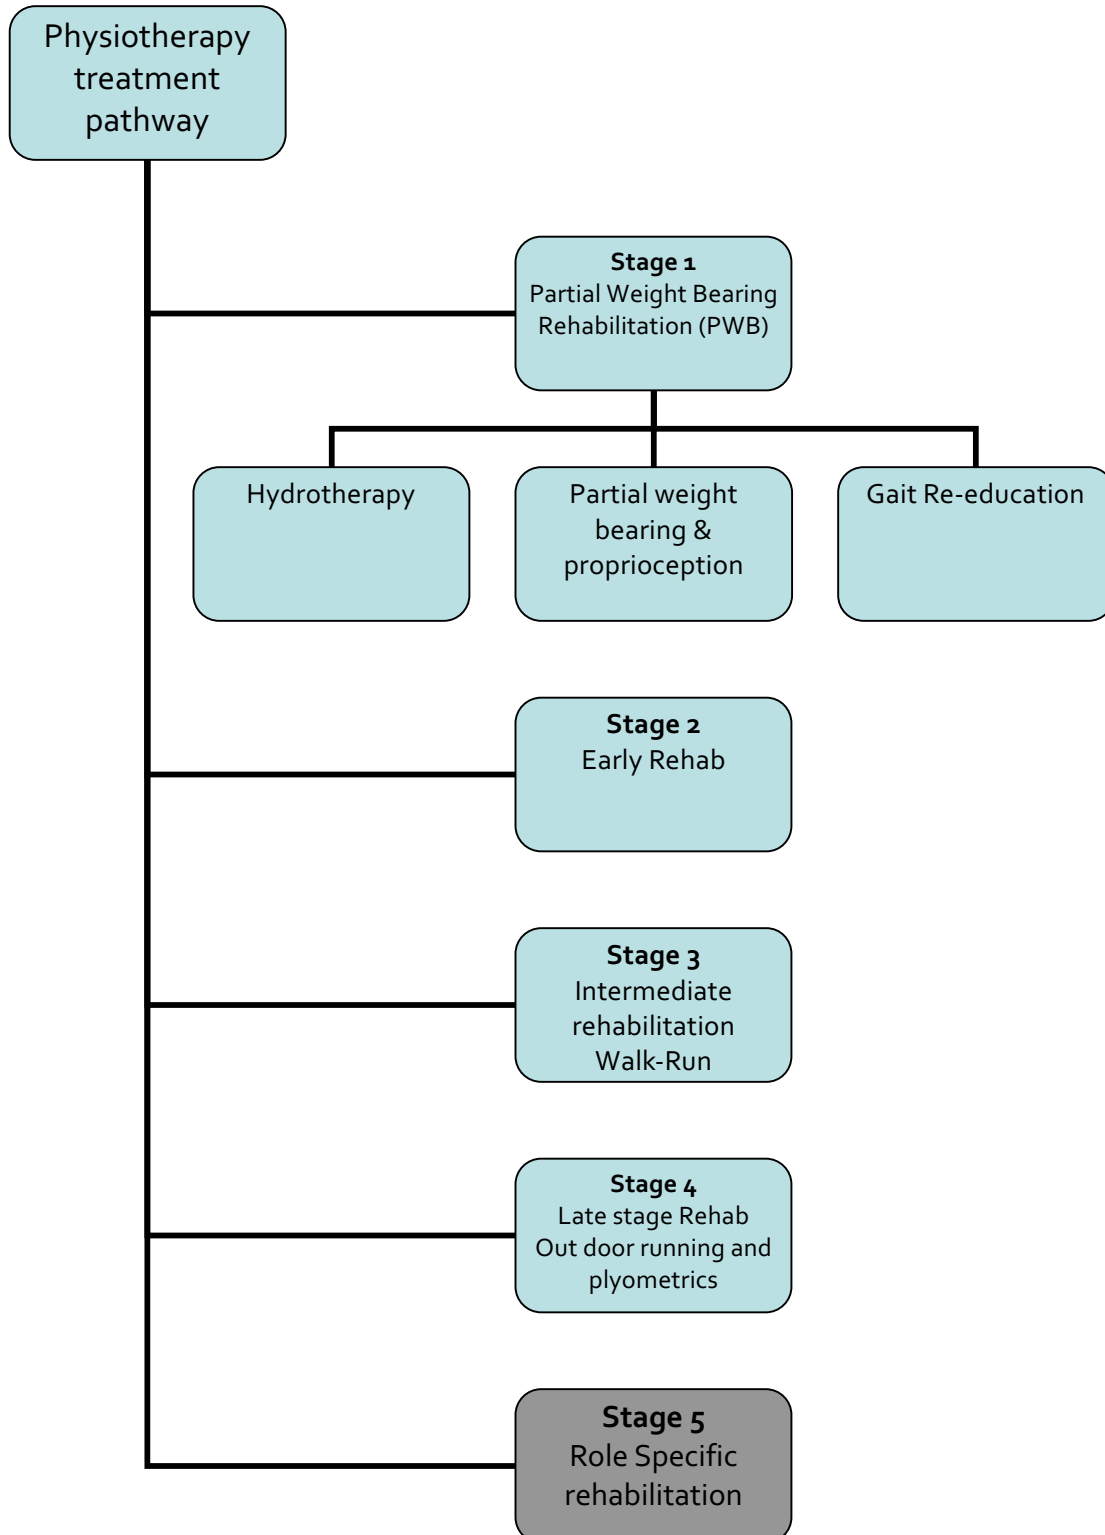 Physiotherapy
treatment
pathway
Stage 1
Partial Weight Bearing
Rehabilitation (PWB)
Hydrotherapy
Partial weight
bearing &
proprioception
Gait Re-education
Stage 2
Early Rehab
Stage 3
Intermediate
rehabilitation
Walk-Run
Stage 4
Late stage Rehab
Out door running and
plyometrics
Stage 5
Role Specific
rehabilitation